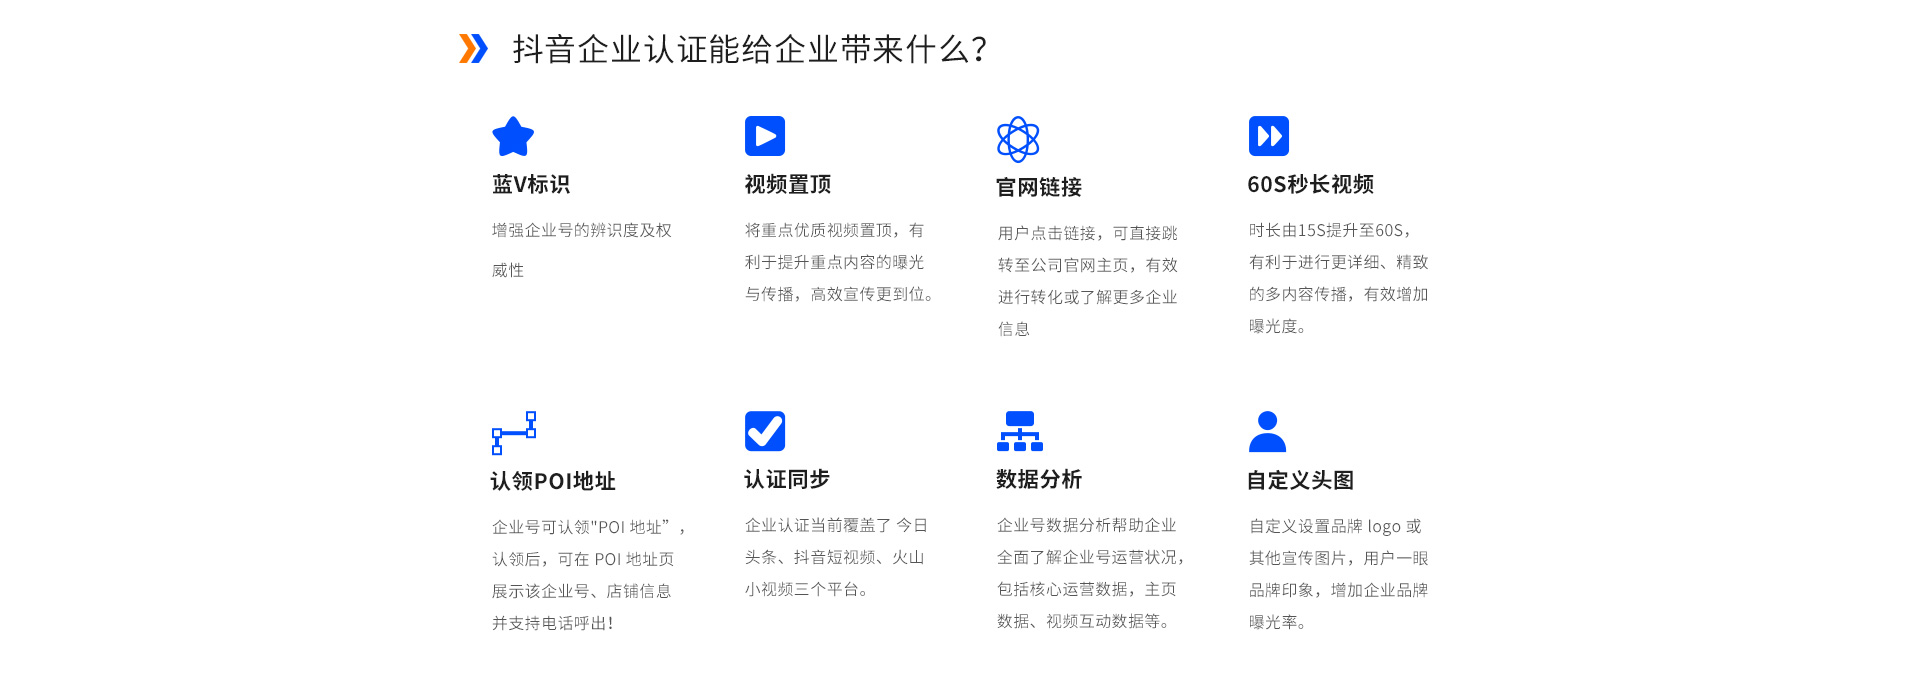 抖音企业认证能给企业带来什么?
蓝V标识
增强企业号的辨识度及权
威性
视频置顶
将重点优质视频置顶，有
利于提升重点内容的曝光
与传播，高效宣传更到位。
官网链接
用户点击链接，可直接跳
转至公司官网主页，有效
进行转化或了解更多企业
信息
60S秒长视频
时长由15S提升至60S，
有利于进行更详细、精致
的多内容传播，有效增加
曝光度。
认领POI地址
企业号可认领"POI 地址”，
认领后，可在 POI 地址页
展示该企业号、店铺信息
并支持电话呼出！
认证同步
企业认证当前覆盖了 今日
头条、抖音短视频、火山
小视频三个平台。
数据分析
企业号数据分析帮助企业
全面了解企业号运营状况，
包括核心运营数据，主页
数据、视频互动数据等。
自定义头图
自定义设置品牌 logo 或
其他宣传图片，用户一眼
品牌印象，增加企业品牌
曝光率。